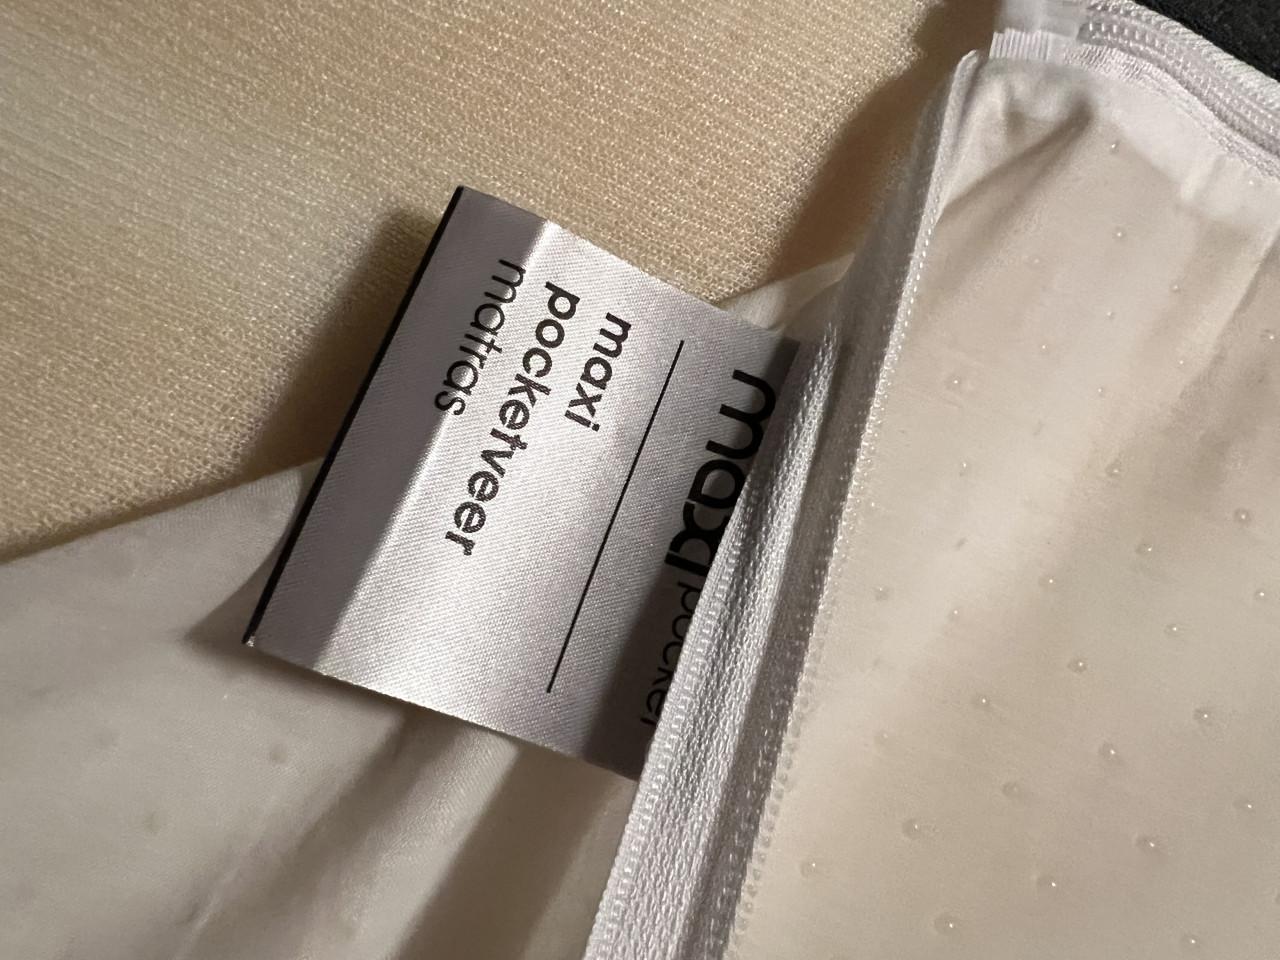 maxi
pocket
maxi
pocketveer
matras